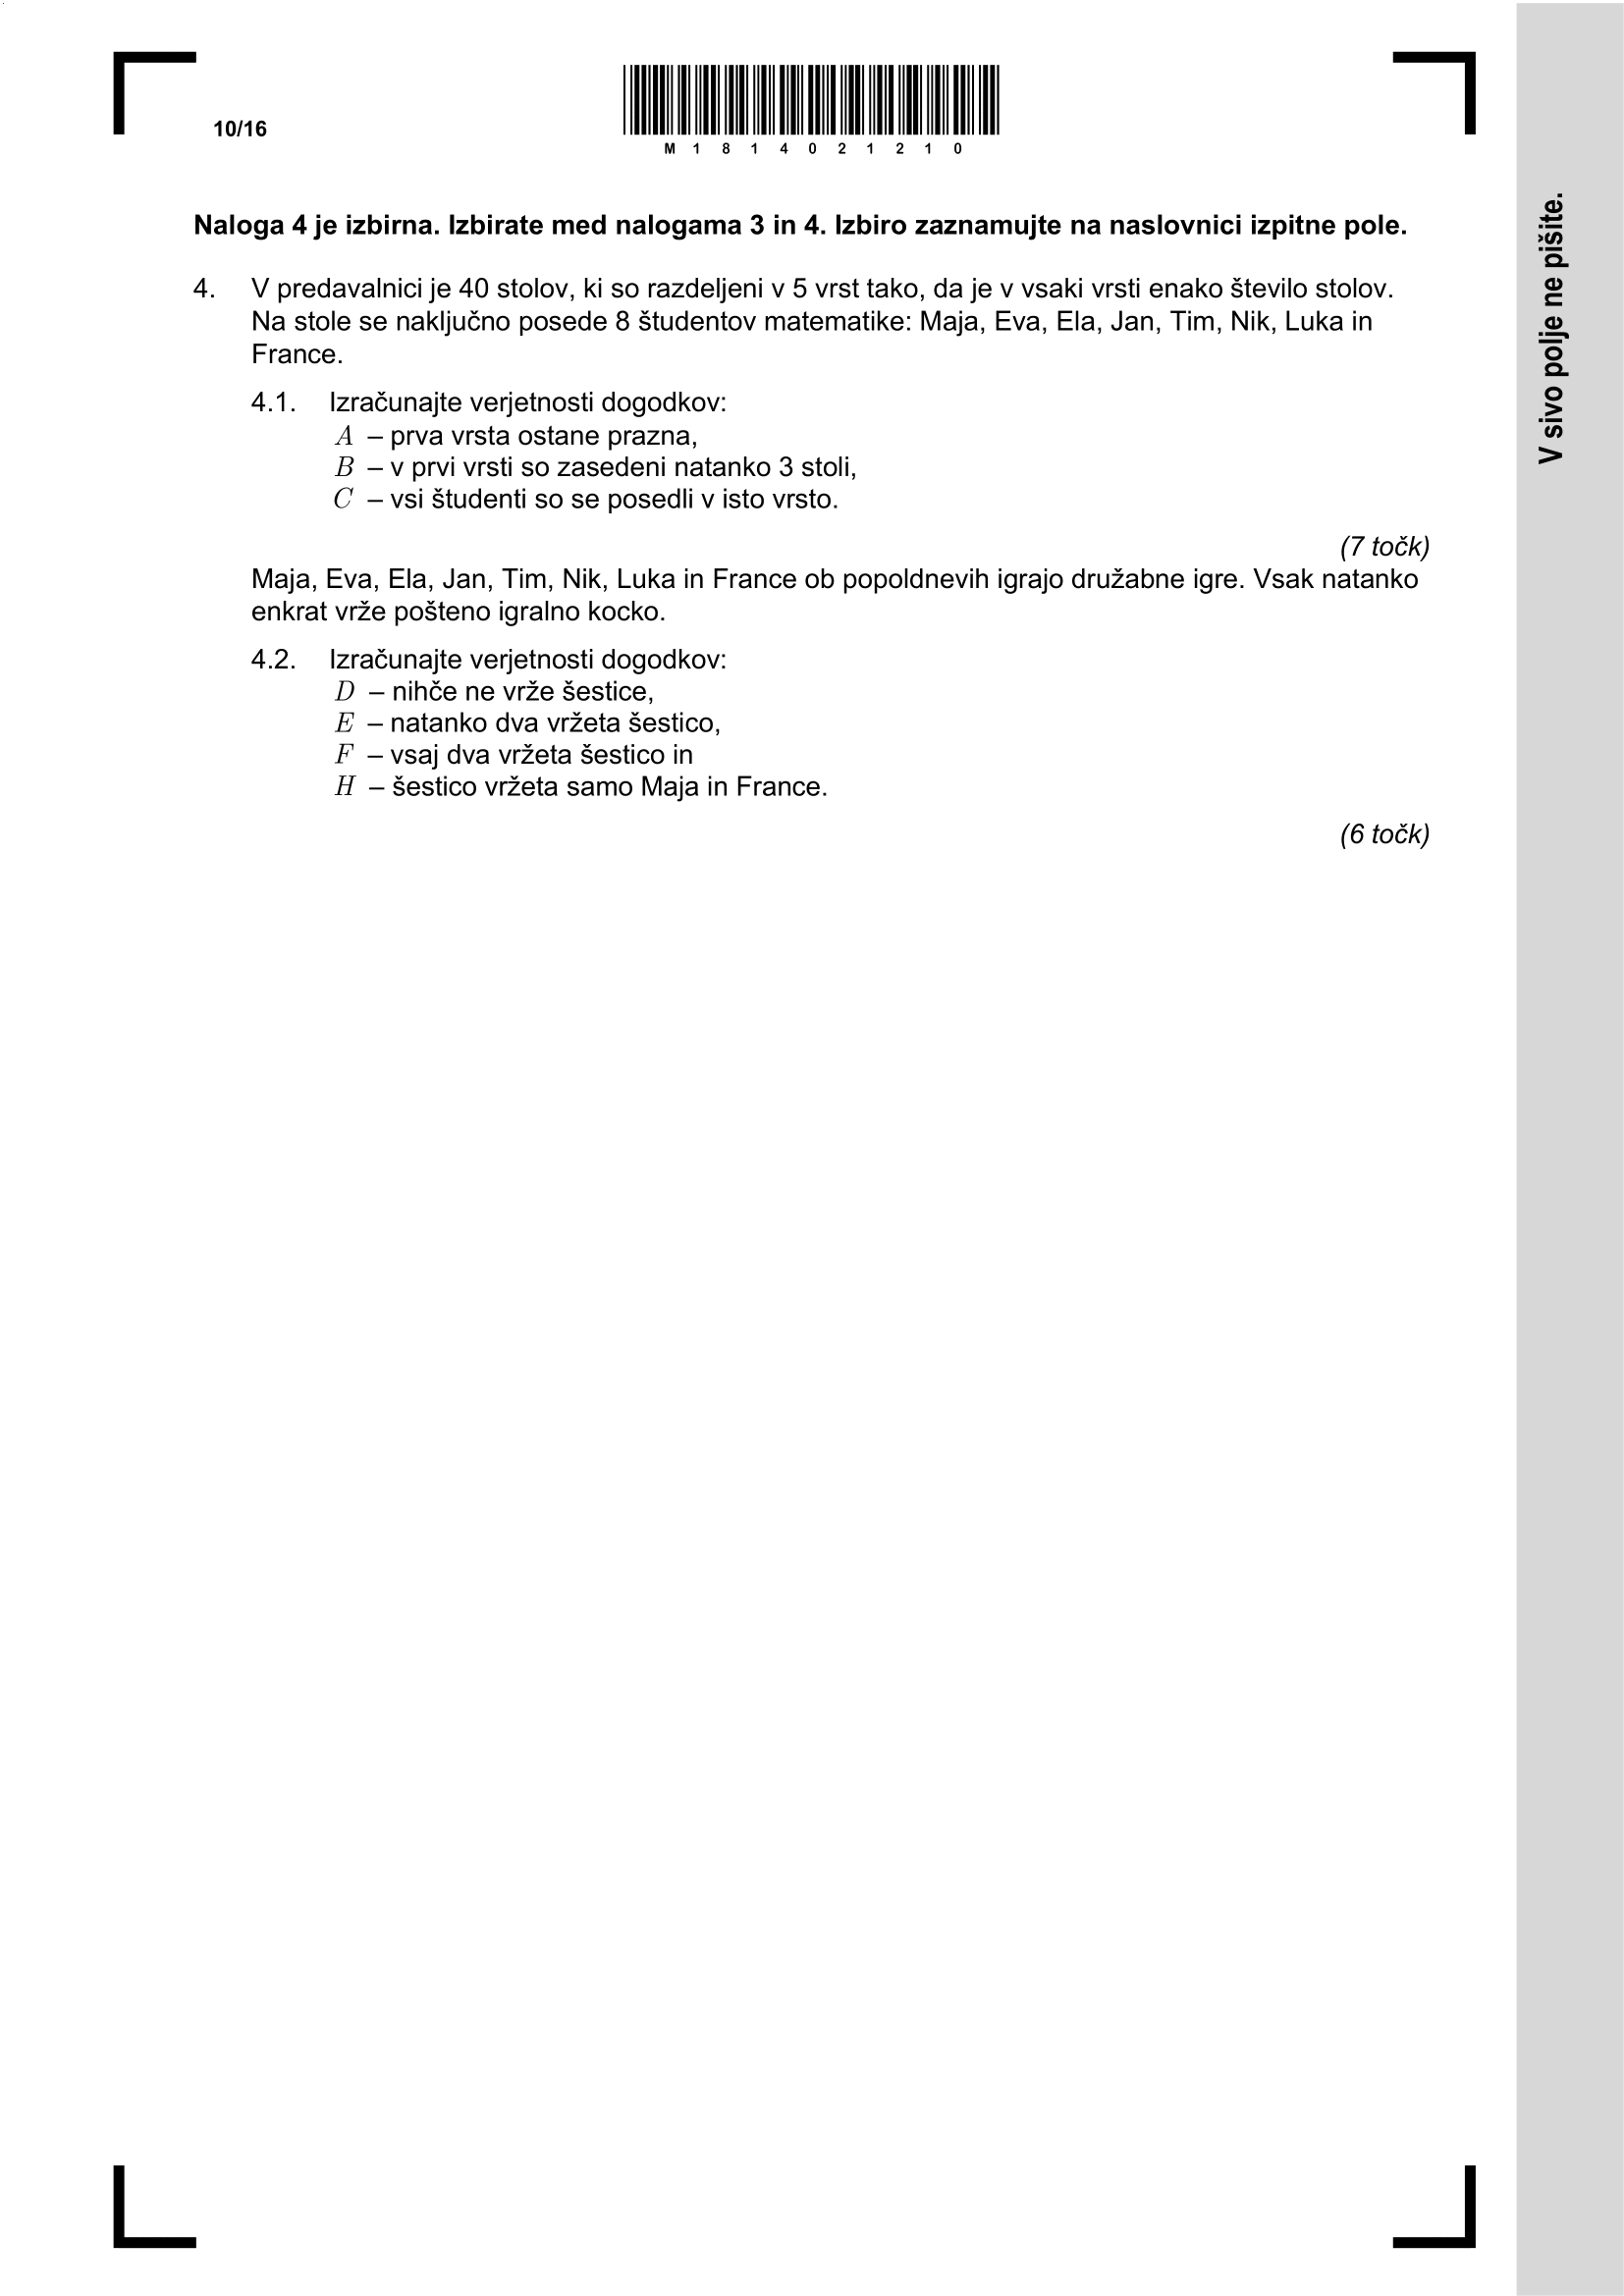 10/16
M 1 8 1 4 0 2 1 2 1 0
V sivo polje ne pišite.
Naloga 4 je izbirna. Izbirate med nalogama 3 in 4. Izbiro zaznamujte na naslovnici izpitne pole.
4. V predavalnici je 40 stolov, ki so razdeljeni v 5 vrst tako, da je v vsaki vrsti enako število stolov.
Na stole se naključno posede 8 študentov matematike: Maja, Eva, Ela, Jan, Tim, Nik, Luka in
France.
4.1. Izračunajte verjetnosti dogodkov:
A – prva vrsta ostane prazna,
B – v prvi vrsti so zasedeni natanko 3 stoli,
C – vsi študenti so se posedli v isto vrsto.
(7 točk)
Maja, Eva, Ela, Jan, Tim, Nik, Luka in France ob popoldnevih igrajo družabne igre. Vsak natanko
enkrat vrže pošteno igralno kocko.
4.2. Izračunajte verjetnosti dogodkov:
D – nihče ne vrže šestice,
E – natanko dva vržeta šestico,
F – vsaj dva vržeta šestico in
H – šestico vržeta samo Maja in France.
(6 točk)